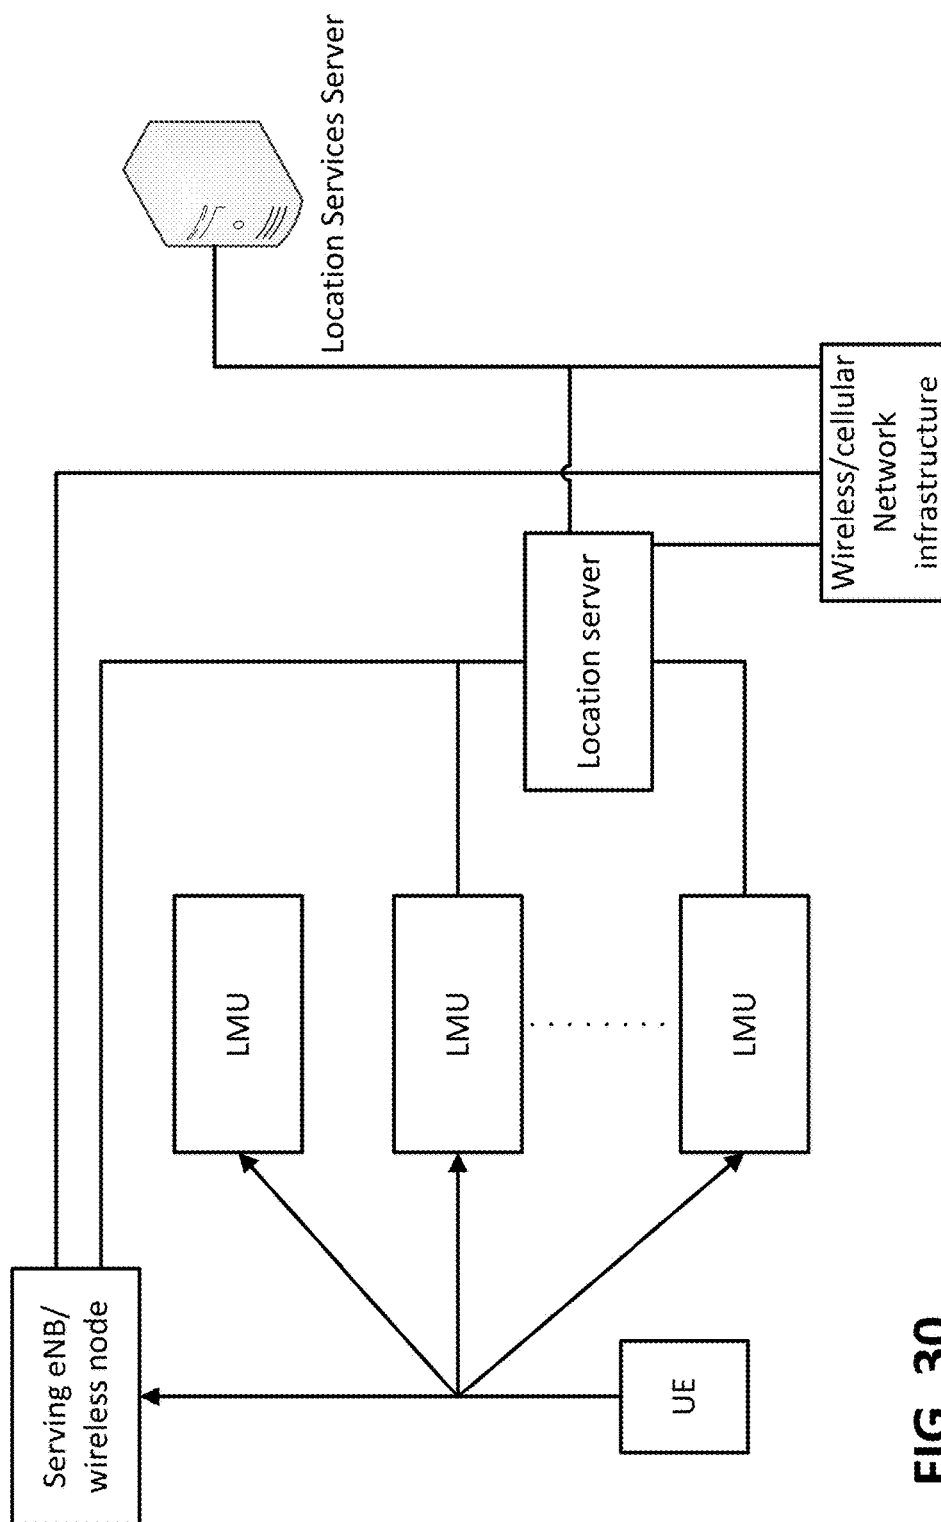 Serving eNB/
wireless node
UE
LMU
LMU
LMU
Location server
Location Services Server
Wireless/cellular
Network
infrastructure
FIG. 30